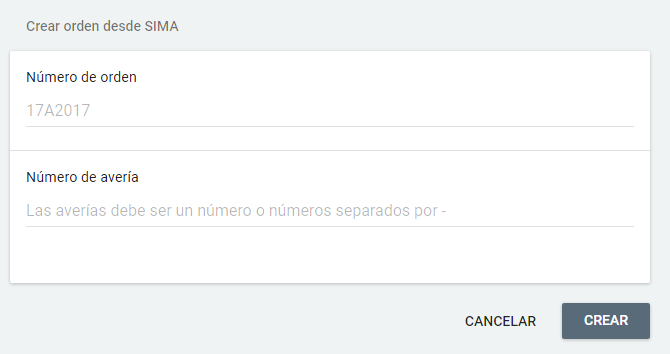 Crear orden desde SIMA
Número de orden
17A2017
Número de avería
Las averías debe ser un número o números separados por -
CANCELAR
CREAR